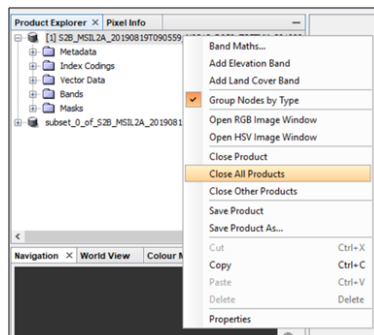 Product Explorer × Pixel Info
[1] S2B_MSIL2A_20190819T090559
Metadata
Index Codings
Vector Data
Bands
Masks
subset_0_of_S2B_MSIL2A_201981
Band Maths...
Add Elevation Band
Add Land Cover Band
Group Nodes by Type
Open RGB Image Window
Open HSV Image Window
Close Product
Close All Products
Close Other Products
Save Product
Save Product As...
Cut Ctrl+X
Copy Ctrl+C
Paste Ctrl+V
Delete Delete
Properties
Navigation × World View Colour M